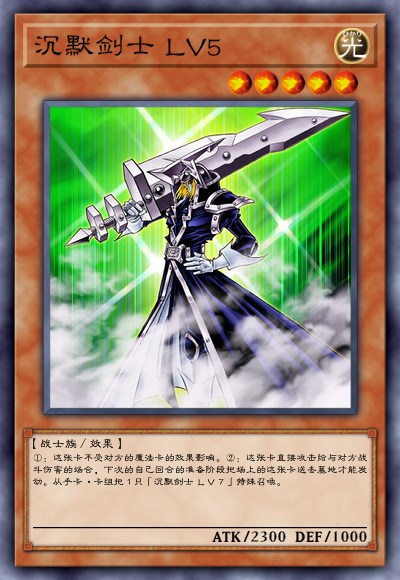 沉默剑士 LV5
光
【战士族/效果】
①：这张卡不受对方的魔法卡的效果影响。②：这张卡直接攻击给与对方战
斗伤害的场合，下次的自己回合的准备阶段把场上的这张卡送去墓地才能发
动。从手卡·卡组把1只「沉默剑士 LV7」特殊召唤。
ATK/2300 DEF/1000